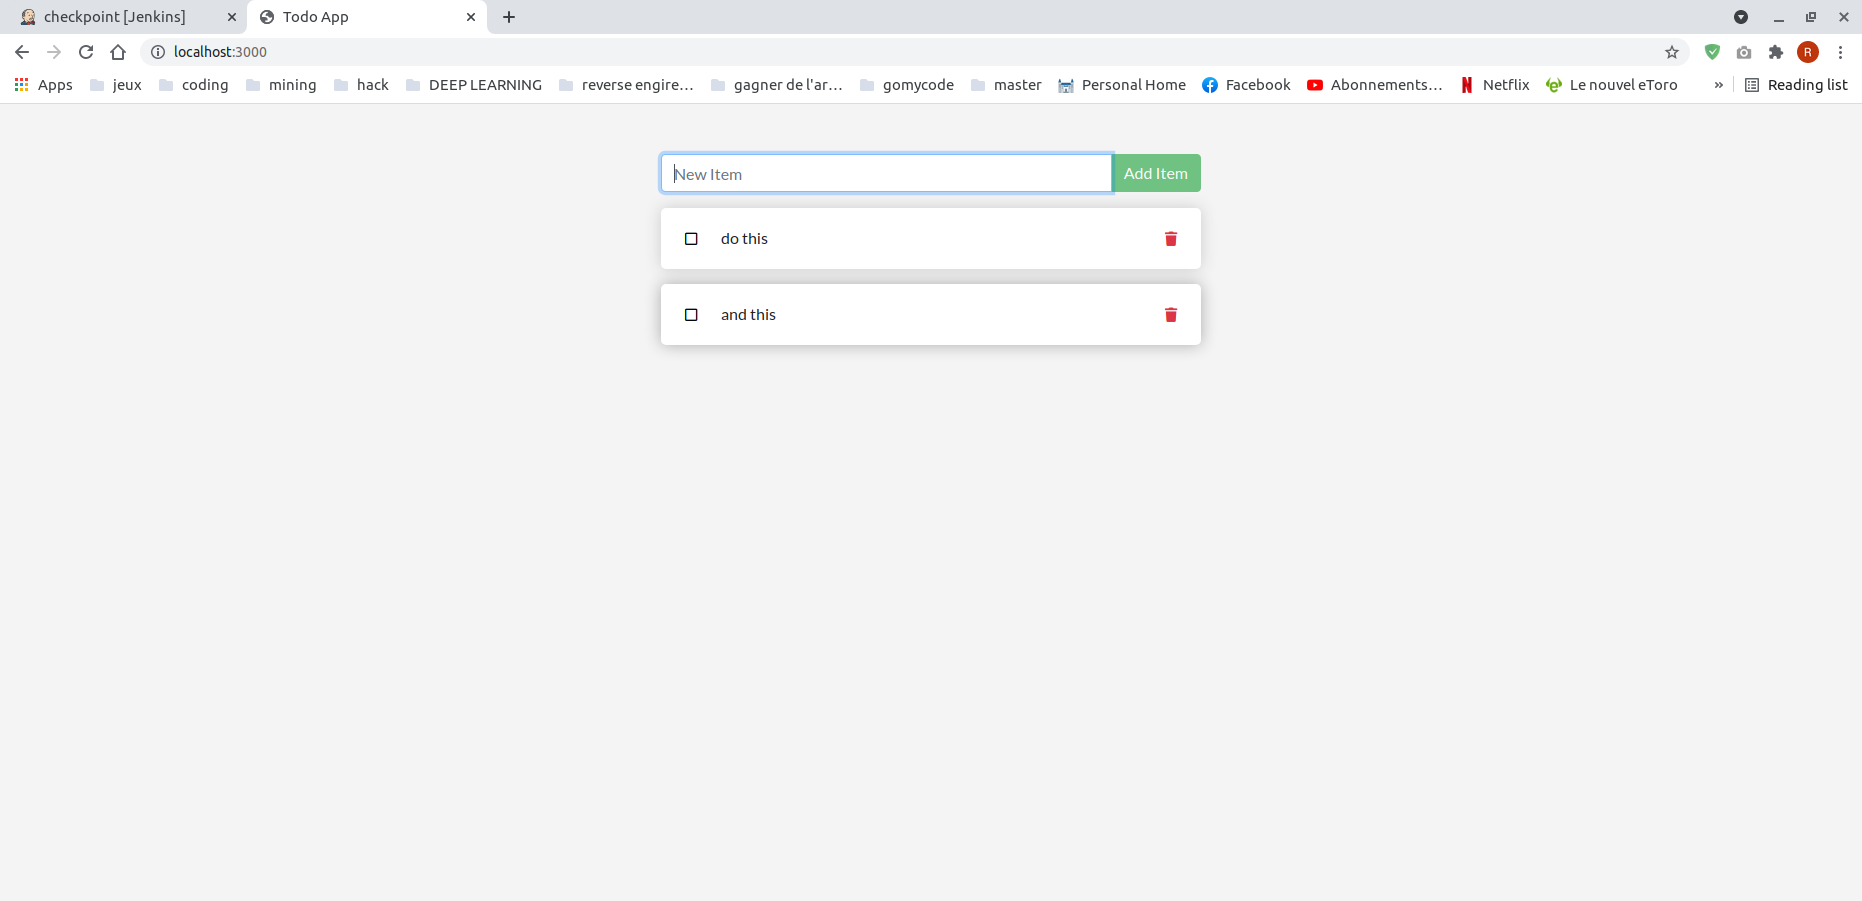 checkpoint [Jenkins] Todo App
localhost:3000 R
Apps jeux coding mining hack DEEP LEARNING reverse engire... gagner de l'ar... gomycode master Personal Home Facebook Abonnements... Netflix Le nouvel eToro » Reading list
New Item Add Item
do this
and this